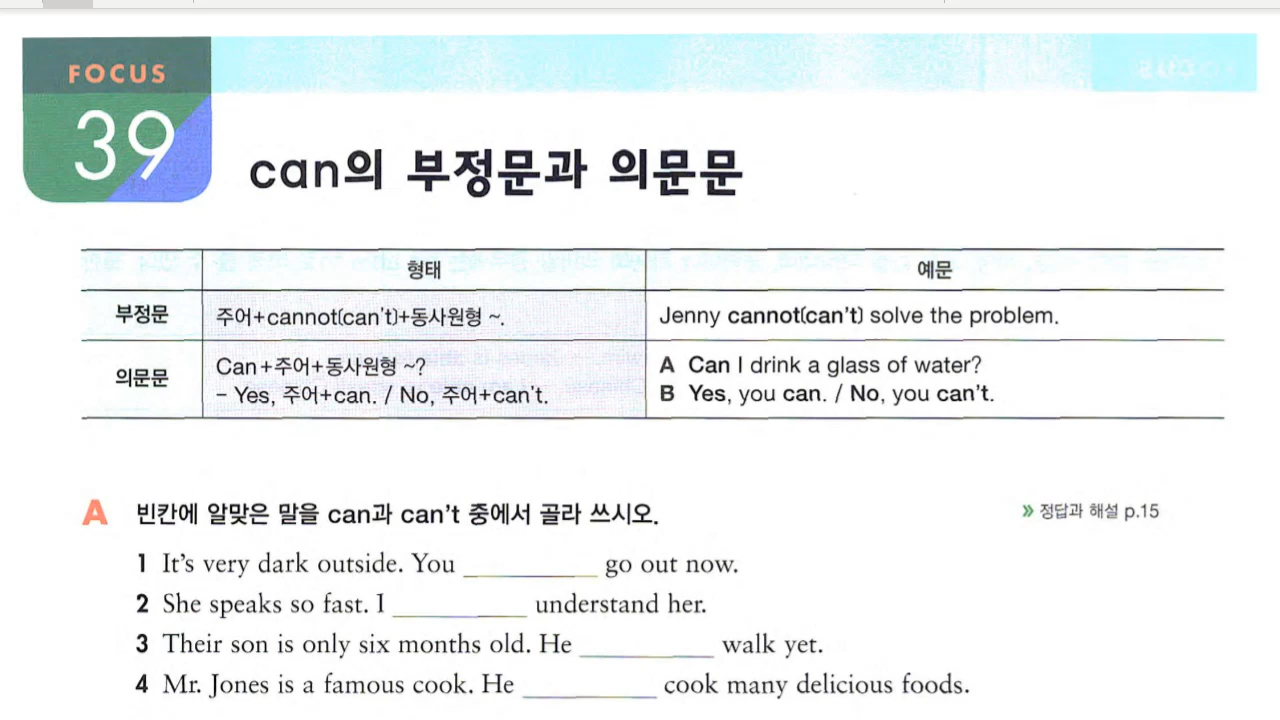 FOCUS
39
can의 부정문과 의문문
형태 예문
부정문 주어+cannot(can't)+동사원형 ~. Jenny cannot(can't) solve the problem.
의문문
Can+주어+동사원형 ~? A Can I drink a glass of water?
– Yes, 주어+can. / No, 주어+can't. B Yes, you can. / No, you can't.
A 빈칸에 알맞은 말을 can과 can't 중에서 골라 쓰시오. » 정답과 해설 p.15
1 It's very dark outside. You __________ go out now.
2 She speaks so fast. I __________ understand her.
3 Their son is only six months old. He __________ walk yet.
4 Mr. Jones is a famous cook. He __________ cook many delicious foods.